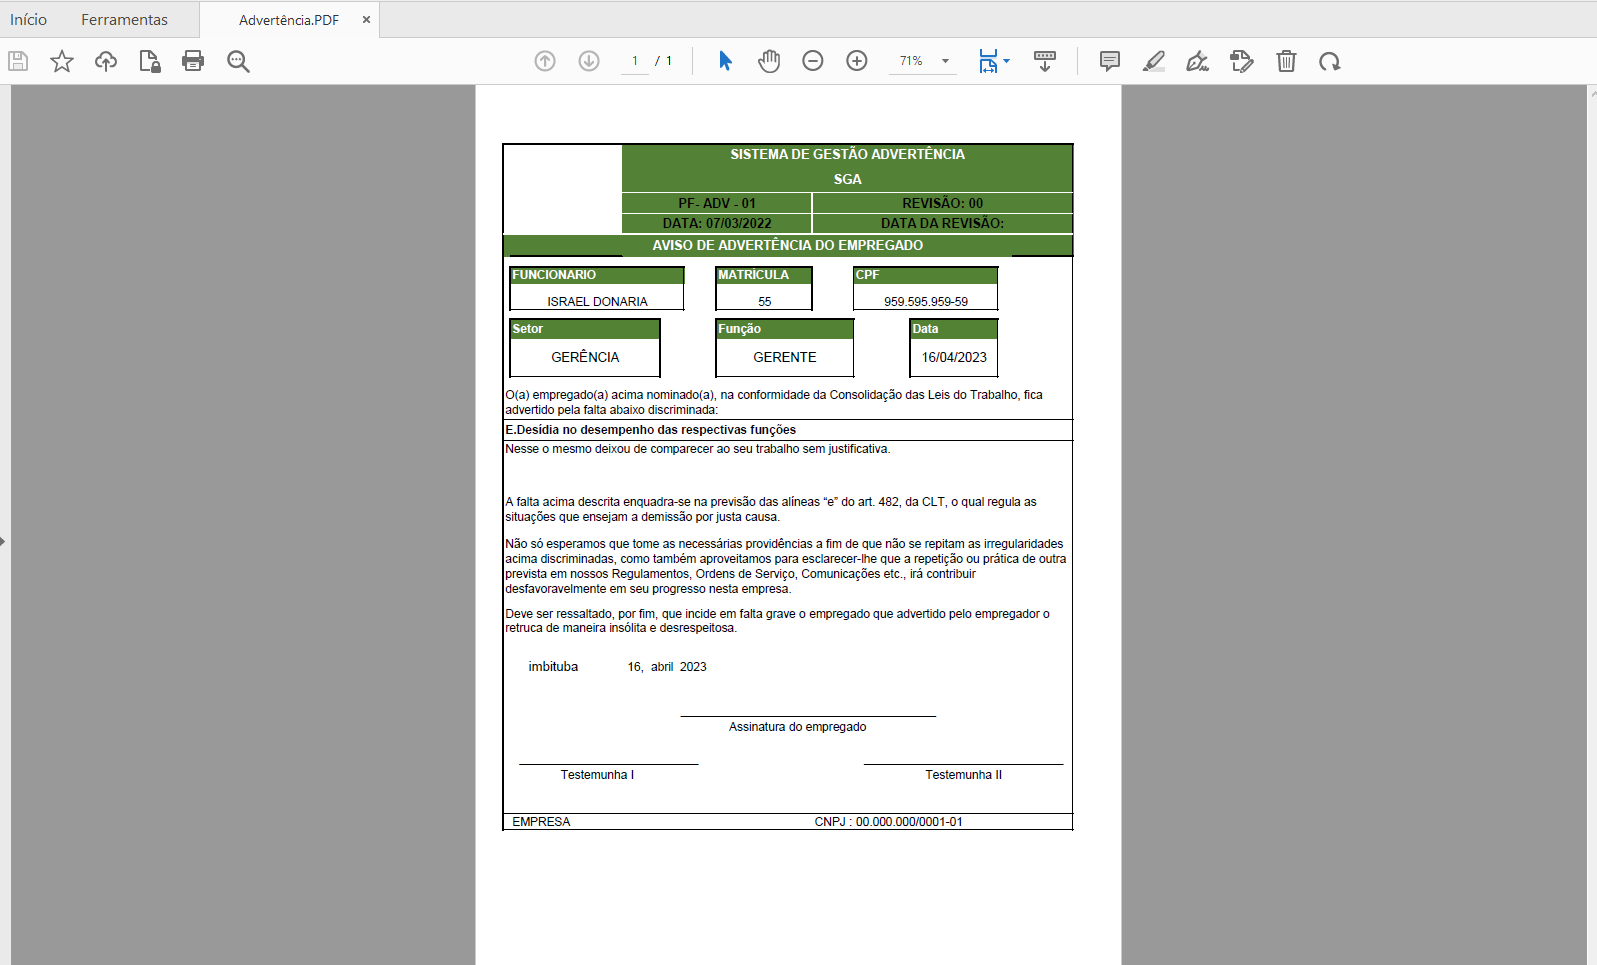 Início Ferramentas Advertência.PDF ×
1 / 1 71%
SISTEMA DE GESTÃO ADVERTÊNCIA
SGA
PF- ADV - 01 REVISÃO: 00
DATA: 07/03/2022 DATA DA REVISÃO:
AVISO DE ADVERTÊNCIA DO EMPREGADO
FUNCIONARIO MATRÍCULA CPF
ISRAEL DONARIA 55 959.595.959-59
Setor Função Data
GERÊNCIA GERENTE 16/04/2023
O(a) empregado(a) acima nominado(a), na conformidade da Consolidação das Leis do Trabalho, fica
advertido pela falta abaixo discriminada:
E.Desídia no desempenho das respectivas funções
Nesse o mesmo deixou de comparecer ao seu trabalho sem justificativa.
A falta acima descrita enquadra-se na previsão das alíneas “e” do art. 482, da CLT, o qual regula as
situações que ensejam a demissão por justa causa.
Não só esperamos que tome as necessárias providências a fim de que não se repitam as irregularidades
acima discriminadas, como também aproveitamos para esclarecer-lhe que a repetição ou prática de outra
prevista em nossos Regulamentos, Ordens de Serviço, Comunicações etc., irá contribuir
desfavoravelmente em seu progresso nesta empresa.
Deve ser ressaltado, por fim, que incide em falta grave o empregado que advertido pelo empregador o
retruca de maneira insólita e desrespeitosa.
imbituba 16, abril 2023
Assinatura do empregado
Testemunha I Testemunha II
EMPRESA CNPJ : 00.000.000/0001-01